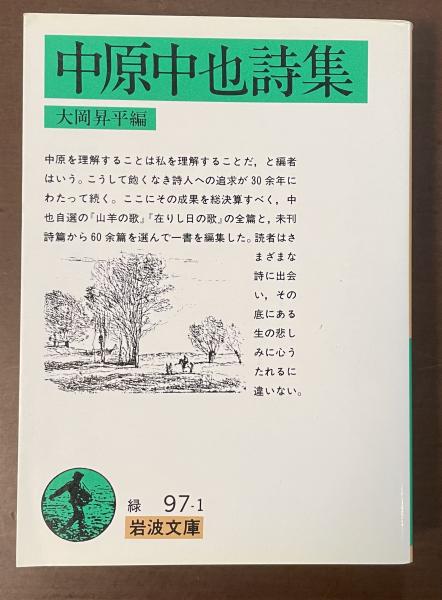 中原中也詩集
大岡昇平編
中原を理解することは私を理解することだ，と編者
はいう。こうして飽くなき詩人への追求が30余年に
わたって続く。ここにその成果を総決算すべく，中
也自選の『山羊の歌』『在りし日の歌』の全篇と，未刊
詩篇から60余篇を選んで一書を編集した。読者はさ
まざまな
詩に出会
い，その
底にある
生の悲し
みに心う
たれるに
違いない。
緑 97-1
岩波文庫